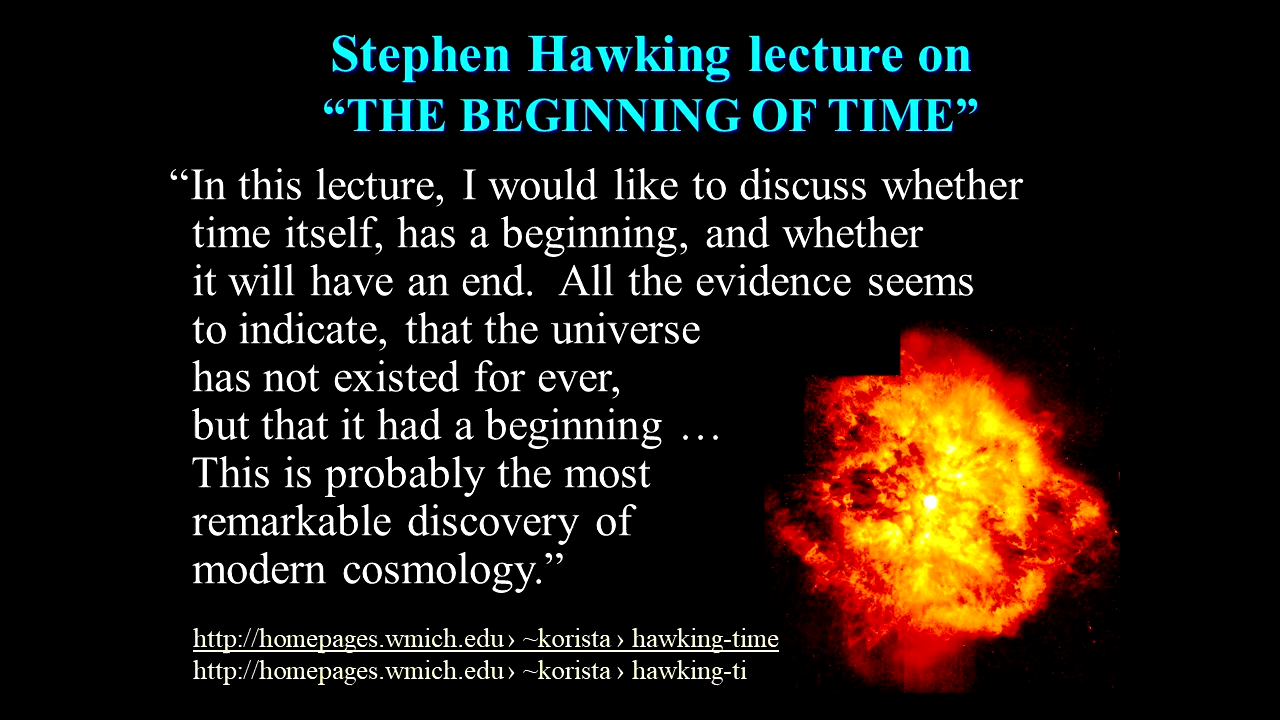 Stephen Hawking lecture on
“THE BEGINNING OF TIME”
“In this lecture, I would like to discuss whether
time itself, has a beginning, and whether
it will have an end.  All the evidence seems
to indicate, that the universe
has not existed for ever,
but that it had a beginning …
This is probably the most
remarkable discovery of
modern cosmology.”
http://homepages.wmich.edu › ~korista › hawking-time
http://homepages.wmich.edu › ~korista › hawking-ti